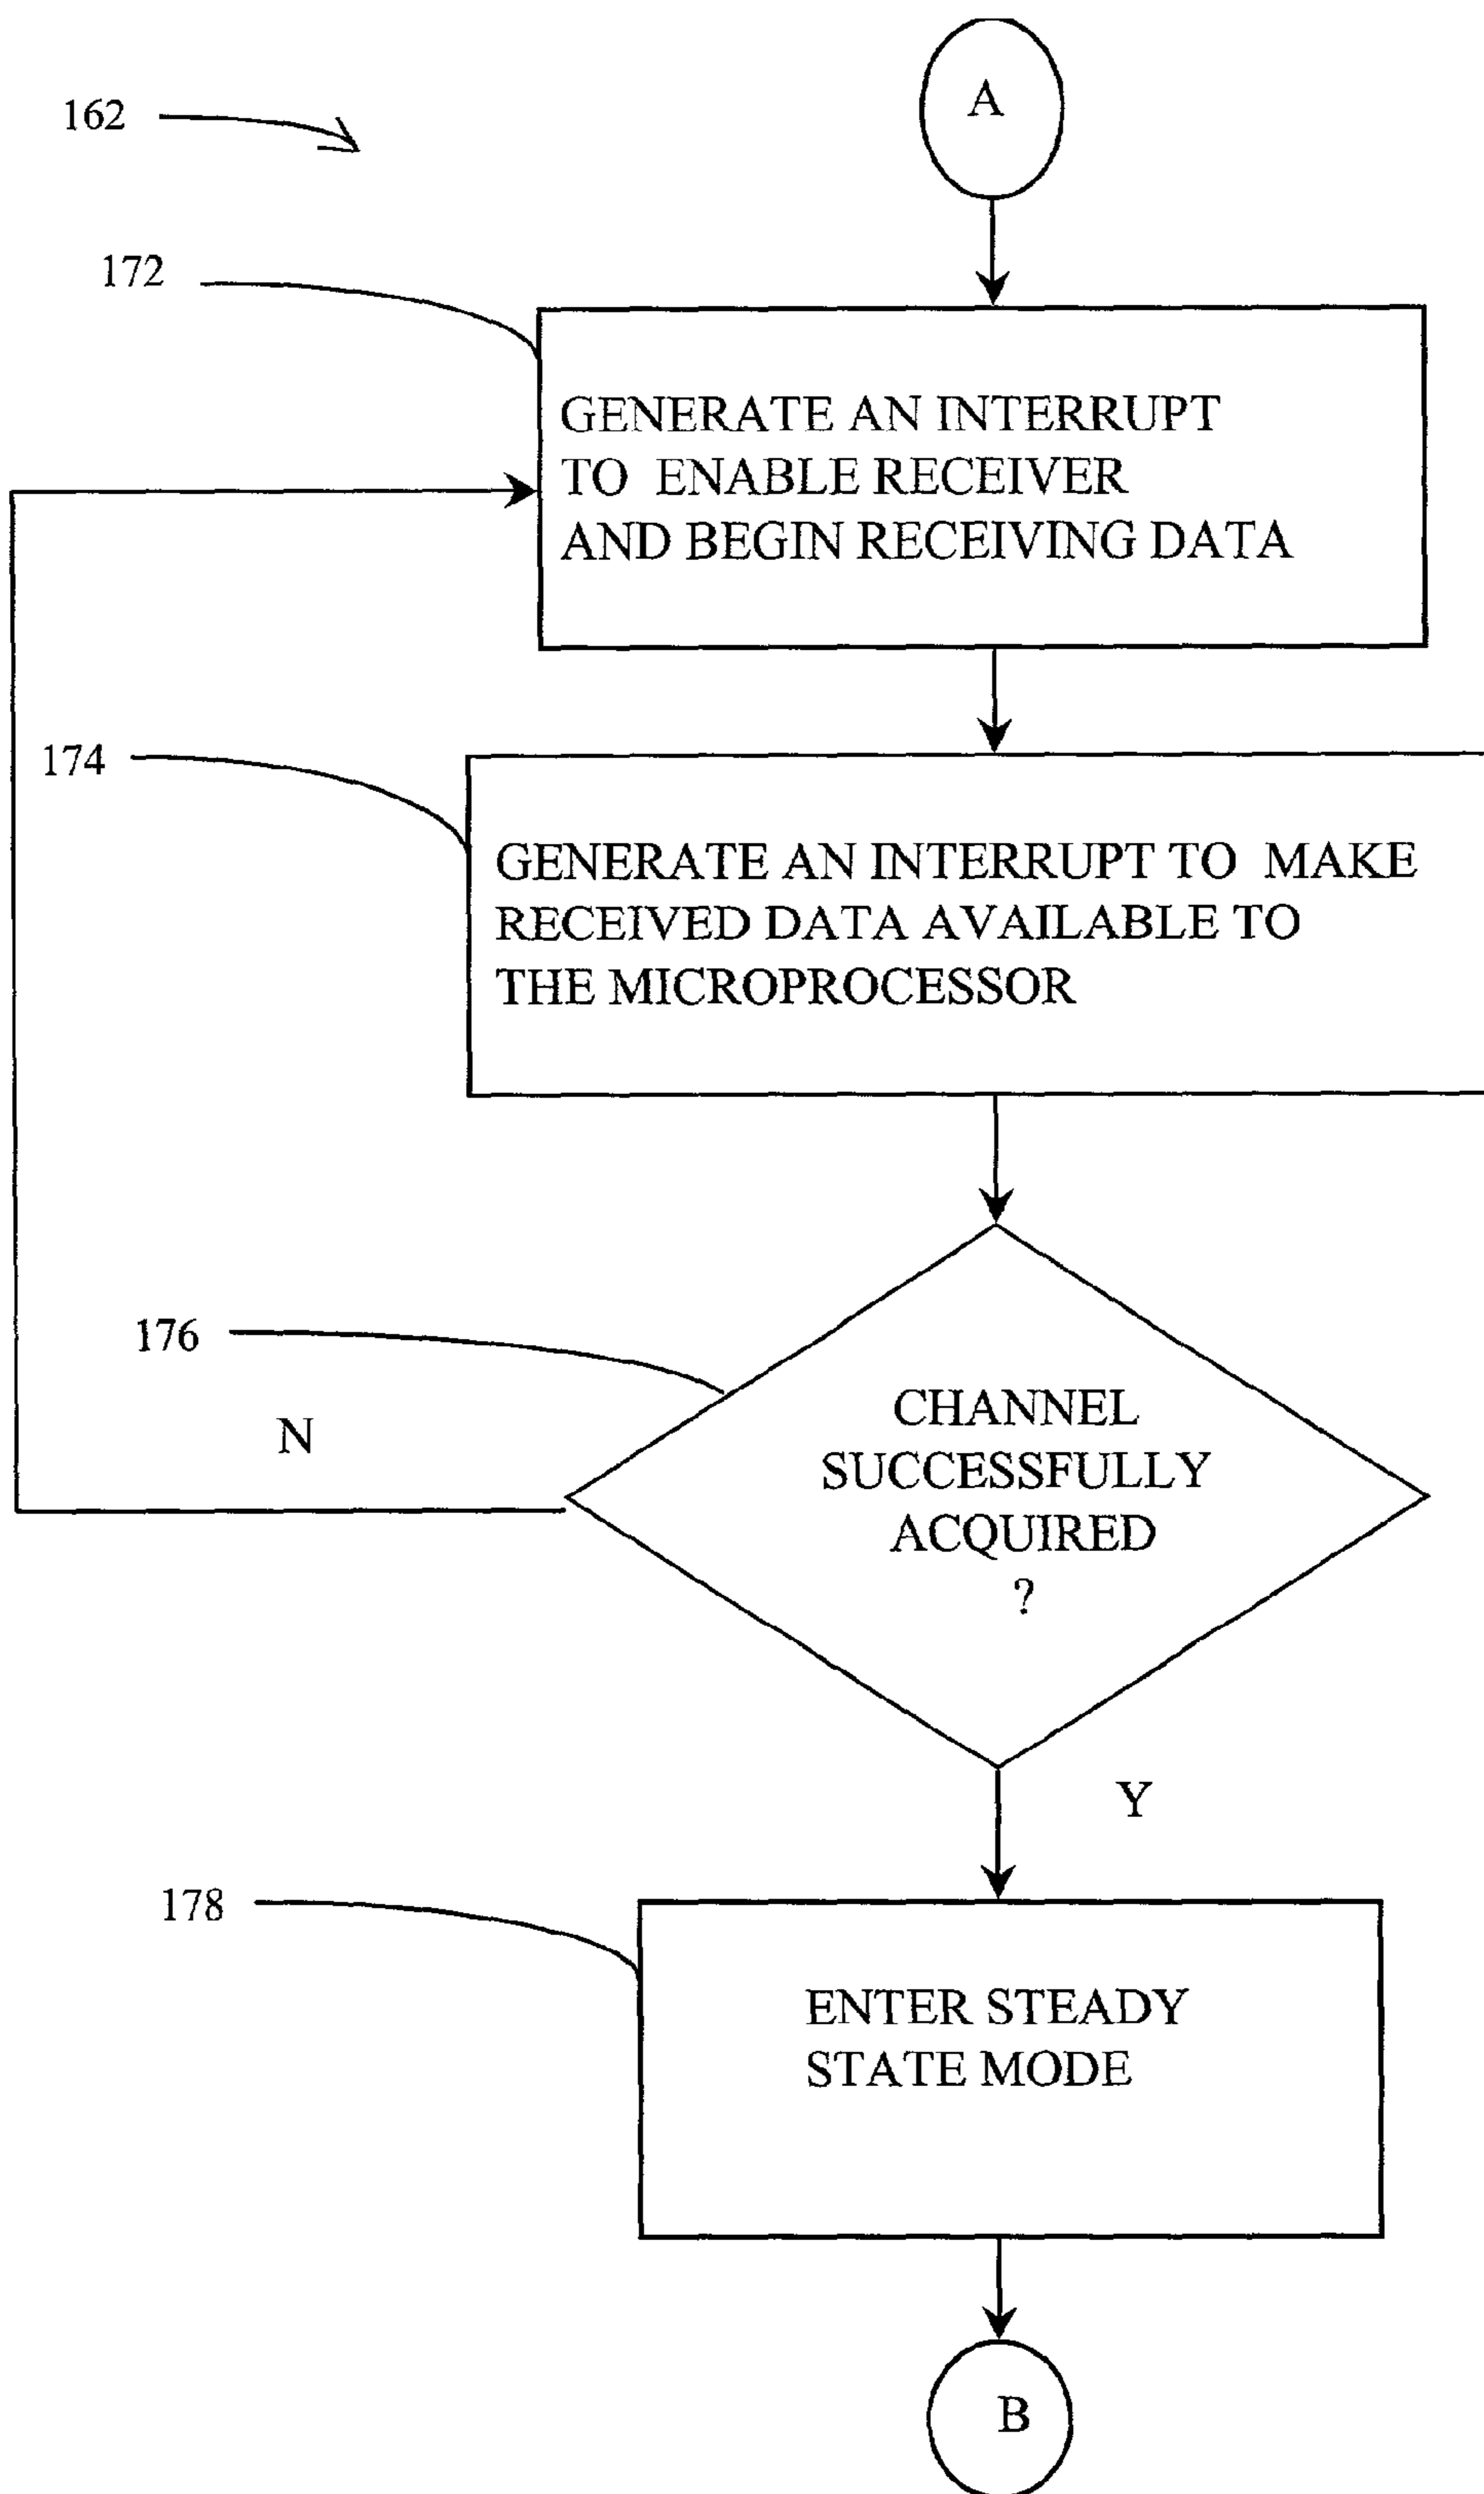 A
162
172
GENERATE AN INTERRUPT
TO ENABLE RECEIVER
AND BEGIN RECEIVING DATA
174
GENERATE AN INTERRUPT TO MAKE
RECEIVED DATA AVAILABLE TO
THE MICROPROCESSOR
176
N
CHANNEL
SUCCESSFULLY
ACQUIRED
?
Y
178
ENTER STEADY
STATE MODE
B